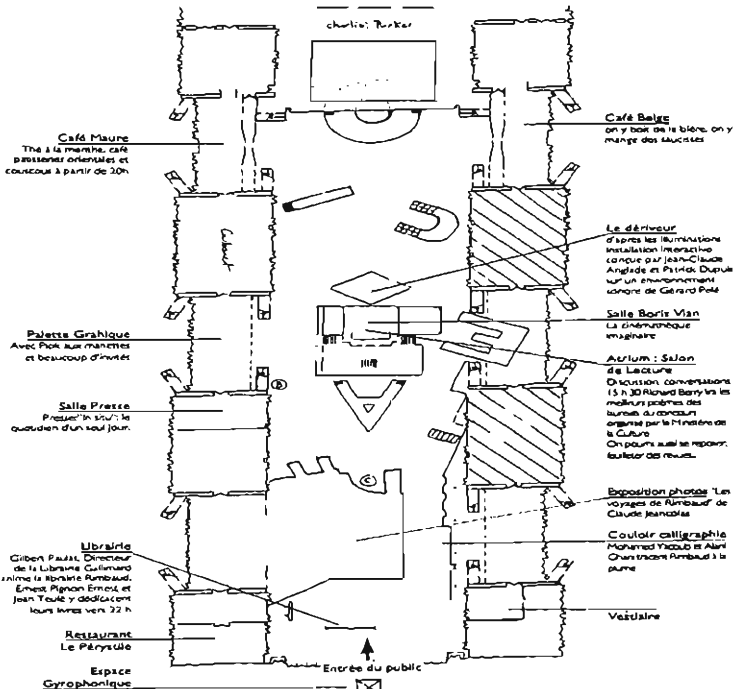 charlie Parker
Café Maure
Thé à la menthe, café
patisseries orientales et
couscous à partir de 20h
Cabaut
Palette Grahique
Avec Pick aux manettes
et beaucoup d'invités
Salle Presse
Presse "in situ": le
quotidien d'un seul jour.
Librairie
Gilbert Paulat, Directeur
de la Librairie Gallimard
anime la librairie Rimbaud.
Ernest Pignon Ernest et
Jean Teulé y dédicacent
leurs livres vers 22 h
Restaurant
Le Pérystile
Espace
Gyrophonique
Entrée du public
D
C
Café Belge
on y boit de la bière, on y
mange des saucisses
Le dériveur
d'après les Illuminations
Installation Interactive
conçue par Jean-Claude
Anglade et Patrick Dupuis
sur un environnement
sonore de Gérard Pelé
Salle Boris Vian
La cinémathèque
imaginaire
Atrium : Salon
de Lecture
Discussion, conversations
15 h 30 Richard Berry lira les
meilleurs poèmes des
du concours
organisé par le Ministère de
la Culture
On pourra aussi se reposer,
feuilleter des revues...
Exposition photos "Les
voyages de Rimbaud" de
Claude Jeancolas
Couloir calligraphie
Mohamed Yacoub et
tracent Rimbaud à la
plume
Vestiaire